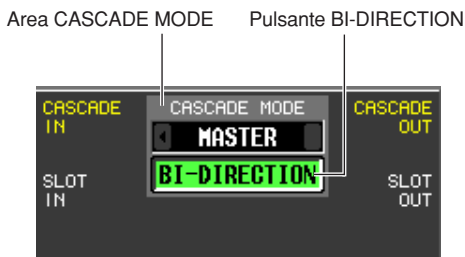 Area CASCADE MODE
Pulsante BI-DIRECTION
CASCADE IN
CASCADE MODE
MASTER
BI-DIRECTION
CASCADE OUT
SLOT IN
SLOT OUT